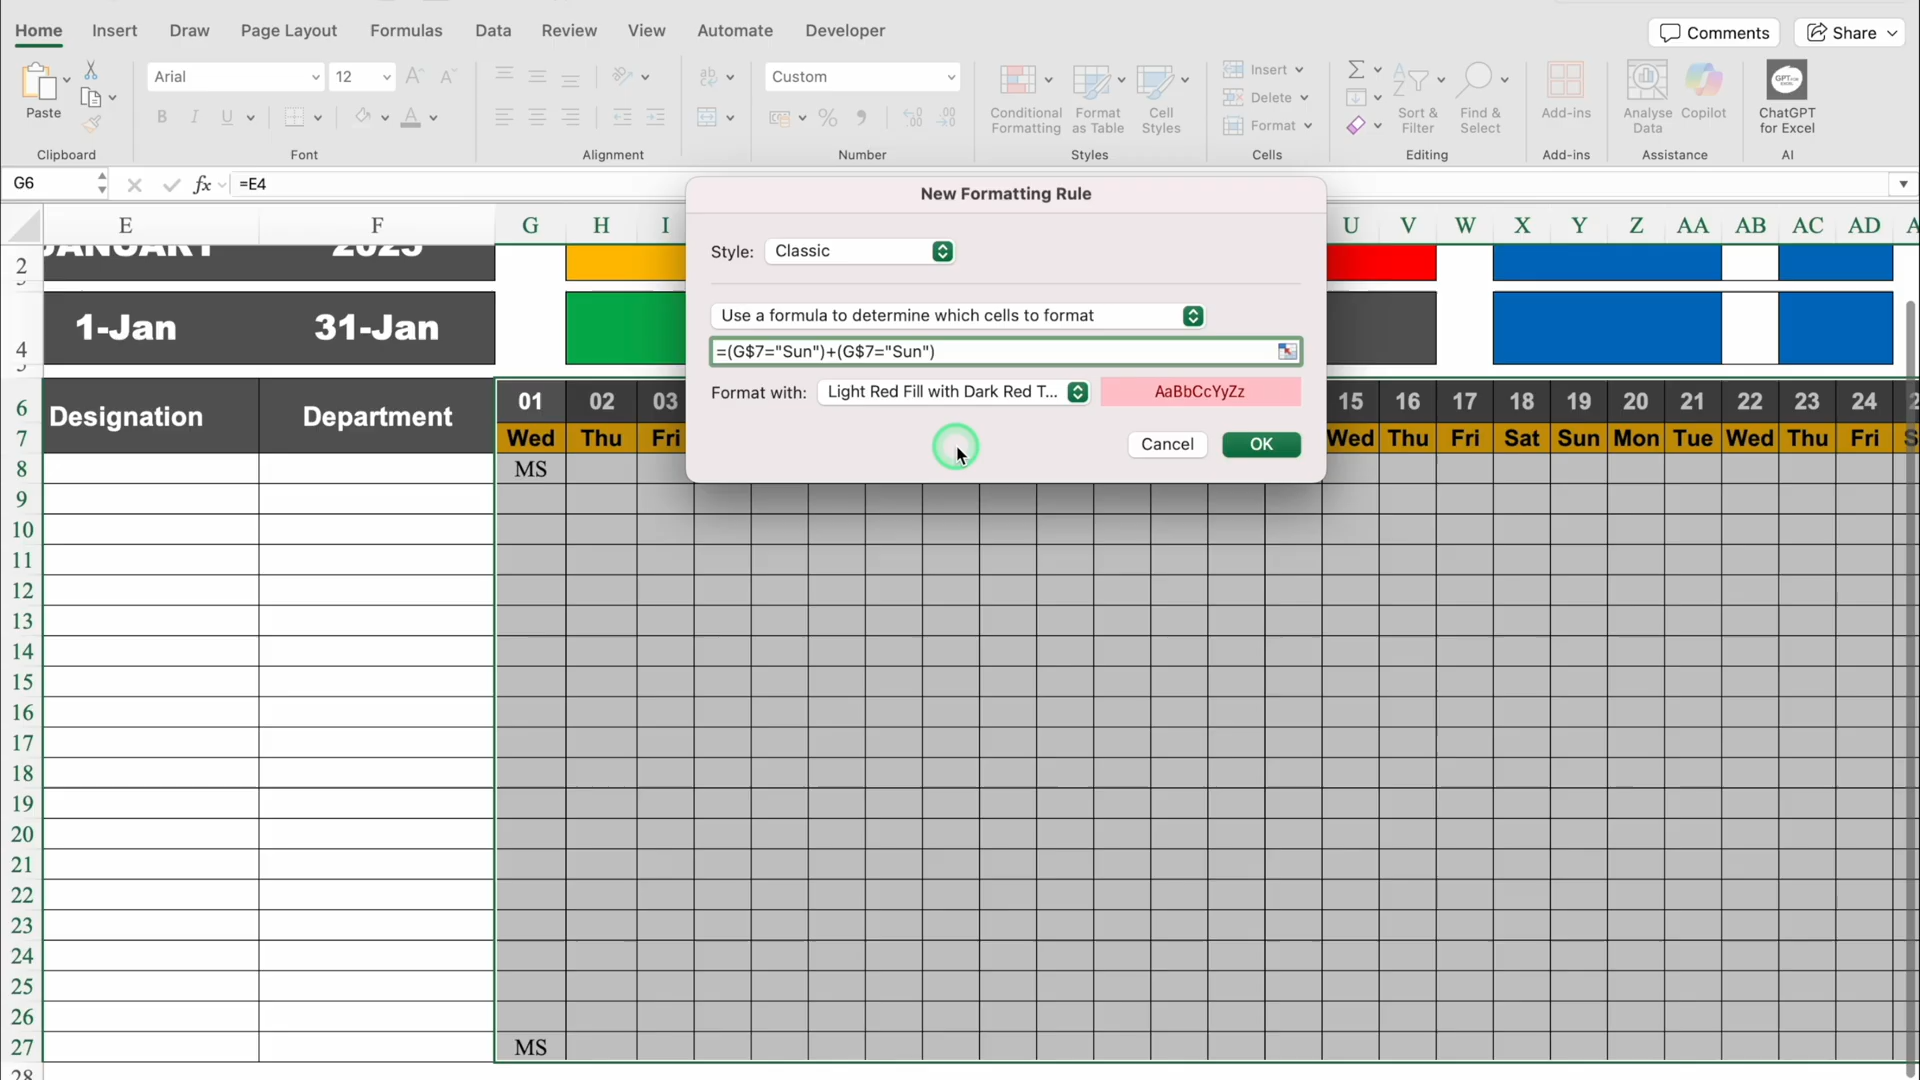 Home Insert Draw Page Layout Formulas Data Review View Automate Developer Comments Share
Paste
Arial 12
B I U A
ab
Custom
%
Conditional Formatting
Format as Table
Cell Styles
Insert
Delete
Format
Sort & Filter
Find & Select
Add-ins
Analyse Data
Copilot
ChatGPT for Excel
Clipboard Font Alignment Number Styles Cells Editing Add-ins Assistance AI
G6 fx =E4
New Formatting Rule
Style: Classic
Use a formula to determine which cells to format
=(G$7="Sun")+(G$7="Sun")
Format with: Light Red Fill with Dark Red T... AaBbCcYyZz
Cancel OK
E F G H I U V W X Y Z AA AB AC AD
2 JANUARY 2025
4 1-Jan 31-Jan
6 Designation Department 01 02 03 15 16 17 18 19 20 21 22 23 24
7 Wed Thu Fri Wed Thu Fri Sat Sun Mon Tue Wed Thu Fri
8 MS
9
10
11
12
13
14
15
16
17
18
19
20
21
22
23
24
25
26
27 MS
28